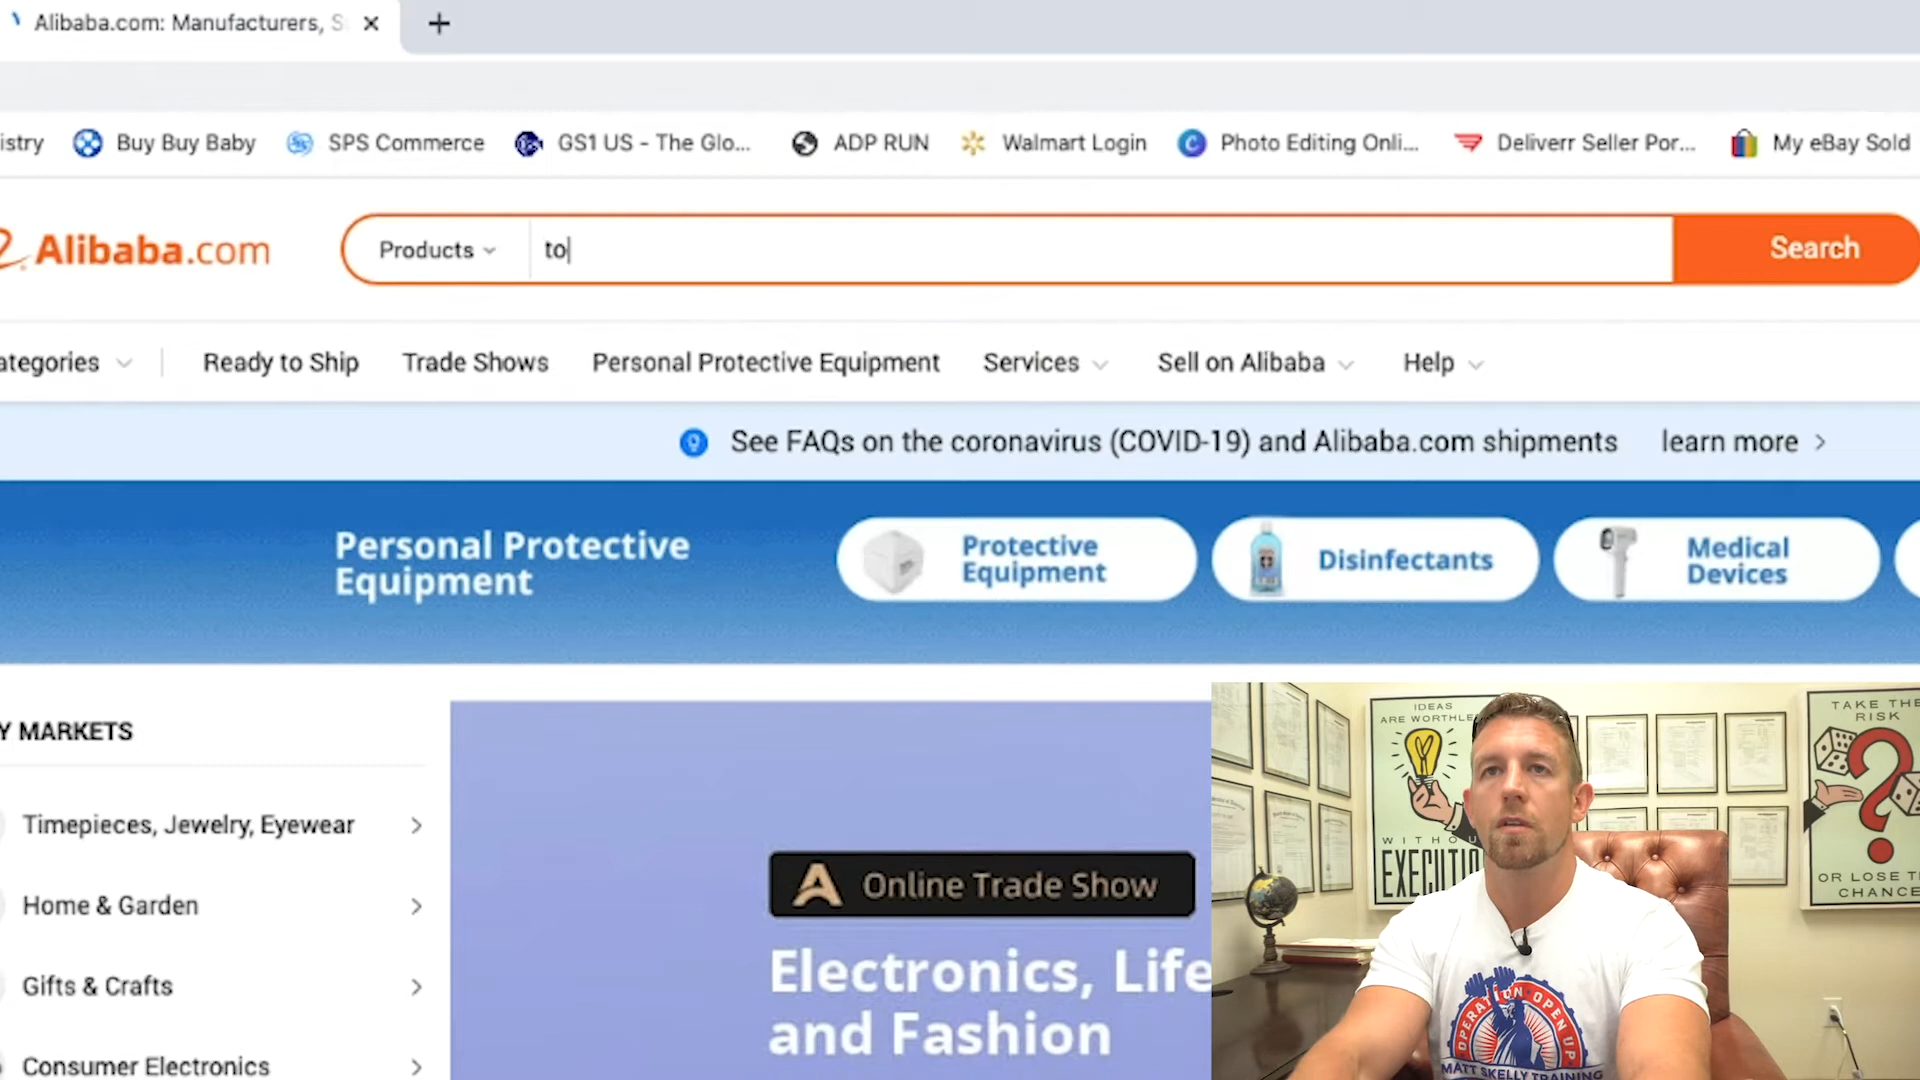 Alibaba.com: Manufacturers, S
istry
Buy Buy Baby
SPS Commerce
GS1 US - The Glo...
ADP RUN
Walmart Login
Photo Editing Onli...
Deliverr Seller Por...
My eBay Sold
Alibaba.com
Products
to
Search
ategories
Ready to Ship
Trade Shows
Personal Protective Equipment
Services
Sell on Alibaba
Help
See FAQs on the coronavirus (COVID-19) and Alibaba.com shipments
learn more
Personal Protective
Equipment
Protective
Equipment
Disinfectants
Medical
Devices
Y MARKETS
Timepieces, Jewelry, Eyewear
Home & Garden
Gifts & Crafts
Consumer Electronics
Online Trade Show
Electronics, Life
and Fashion
IDEAS
ARE WORTHLE
WITHOU
EXECUTIO
TAKE THE
RISK
OR LOSE T
CHANCE
OPERATION OPEN UP
MATT SKELLY TRAINING